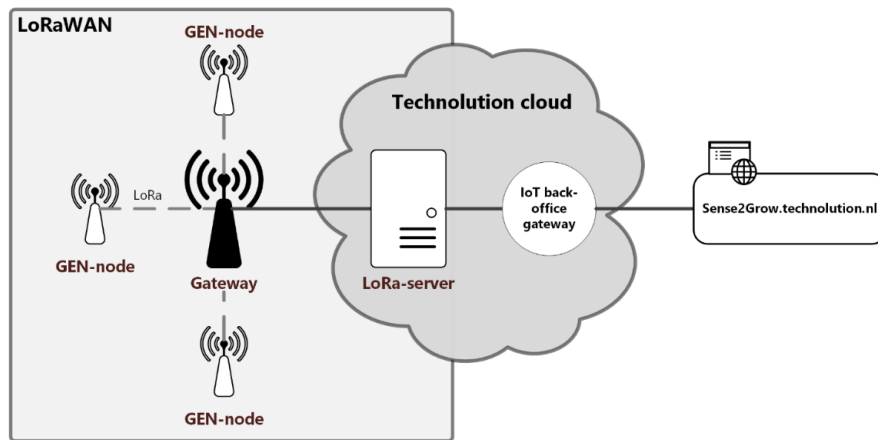 LoRaWAN
GEN-node
Technolution cloud
LoRa
IoT back-
office
gateway
Sense2Grow.technolution.nl
GEN-node
Gateway
LoRa-server
GEN-node